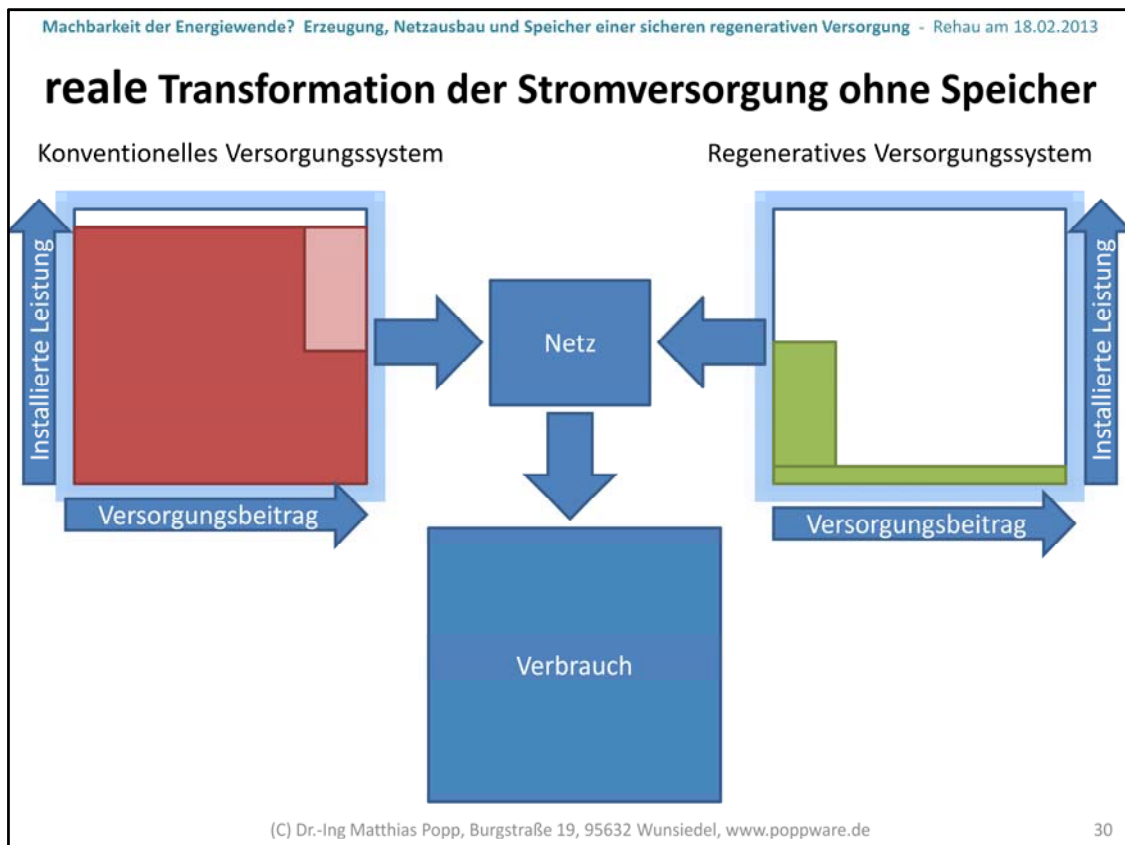 Machbarkeit der Energiewende? Erzeugung, Netzausbau und Speicher einer sicheren regenerativen Versorgung - Rehau am 18.02.2013
reale Transformation der Stromversorgung ohne Speicher
Konventionelles Versorgungssystem
Regeneratives Versorgungssystem
Installierte Leistung
Versorgungsbeitrag
Netz
Installierte Leistung
Versorgungsbeitrag
Verbrauch
(C) Dr.-Ing Matthias Popp, Burgstraße 19, 95632 Wunsiedel, www.poppware.de
30